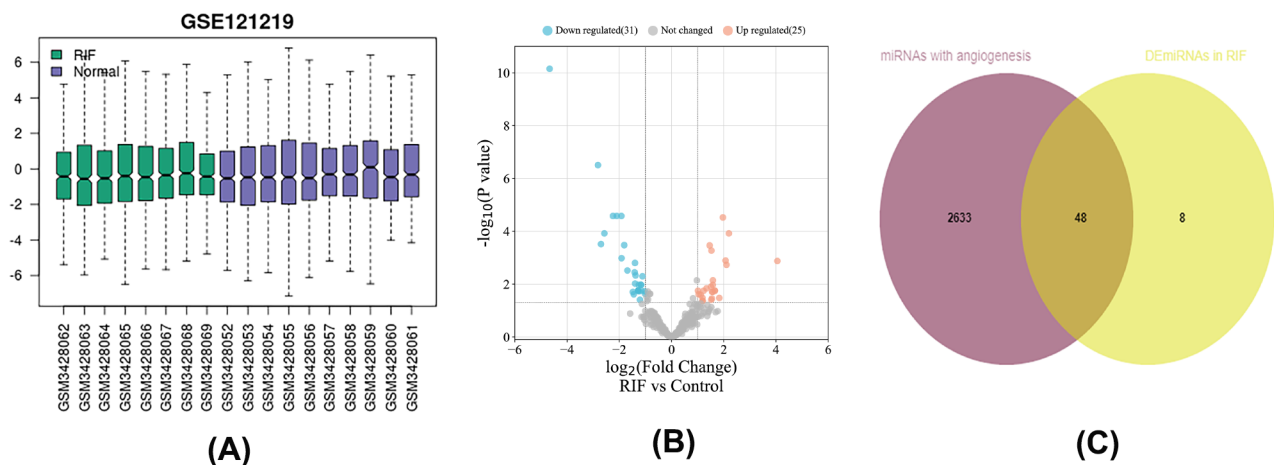 GSE121219
RIF
Normal
6
4
2
0
-2
-4
-6
GSM3428062
GSM3428063
GSM3428064
GSM3428065
GSM3428066
GSM3428067
GSM3428068
GSM3428069
GSM3428052
GSM3428053
GSM3428054
GSM3428055
GSM3428056
GSM3428057
GSM3428058
GSM3428059
GSM3428060
GSM3428061
(A)
Down regulated(31) Not changed Up regulated(25)
-log10(P value)
10
8
6
4
2
0
−6 −4 −2 0 2 4 6
log2(Fold Change)
RIF vs Control
(B)
miRNAs with angiogenesis
DEmiRNAs in RIF
2633 48 8
(C)